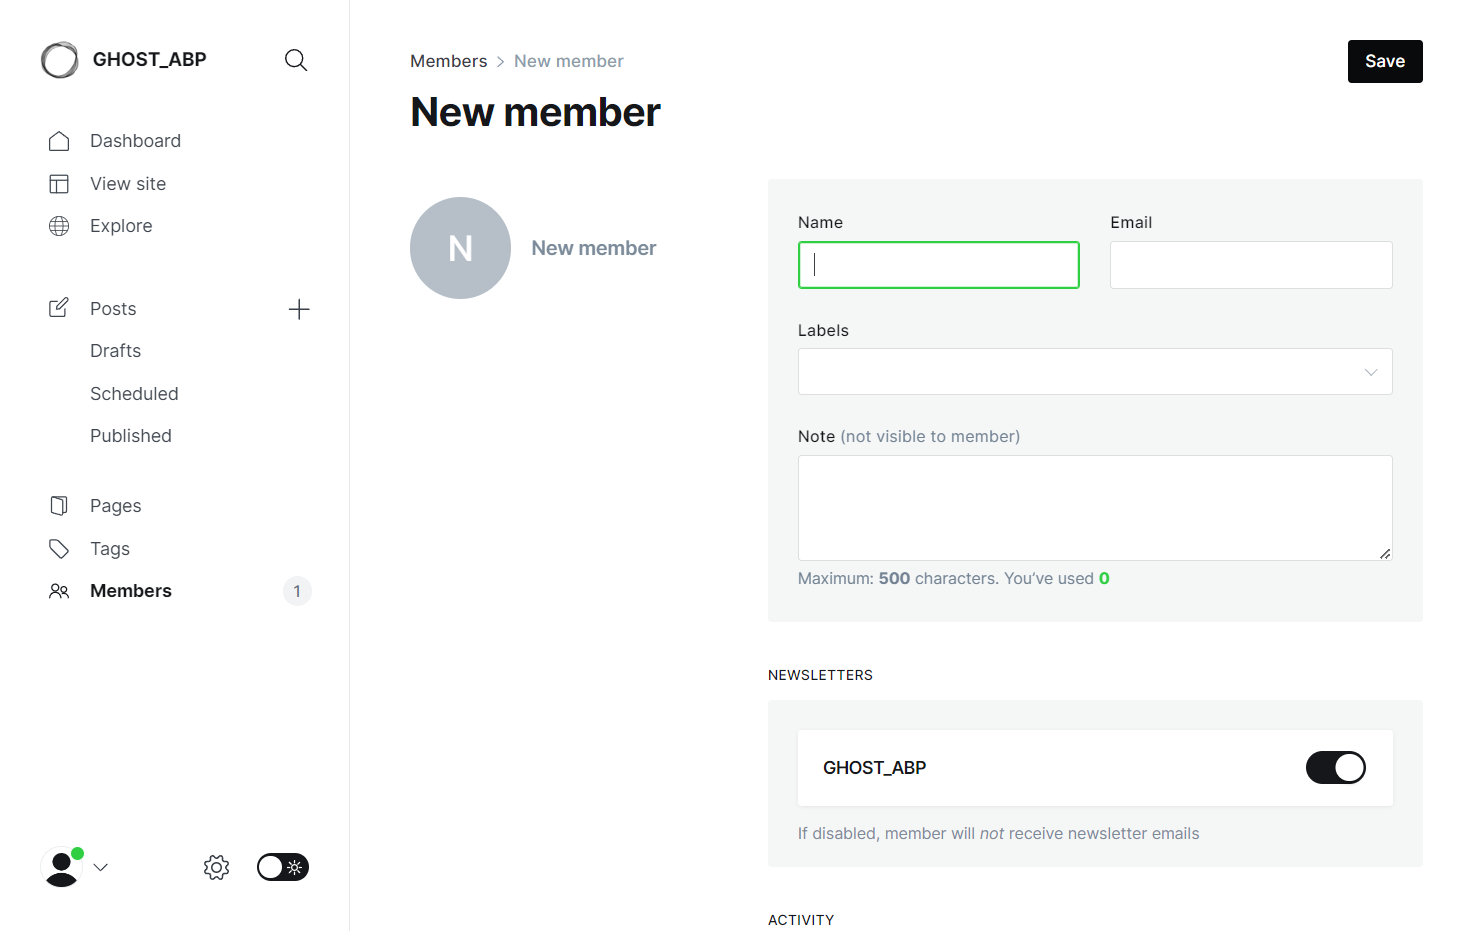 GHOST_ABP
Dashboard
View site
Explore
Posts
Drafts
Scheduled
Published
Pages
Tags
Members
1
Members > New member
Save
New member
N
New member
Name
Email
Labels
Note (not visible to member)
Maximum: 500 characters. You’ve used 0
NEWSLETTERS
GHOST_ABP
If disabled, member will not receive newsletter emails
ACTIVITY